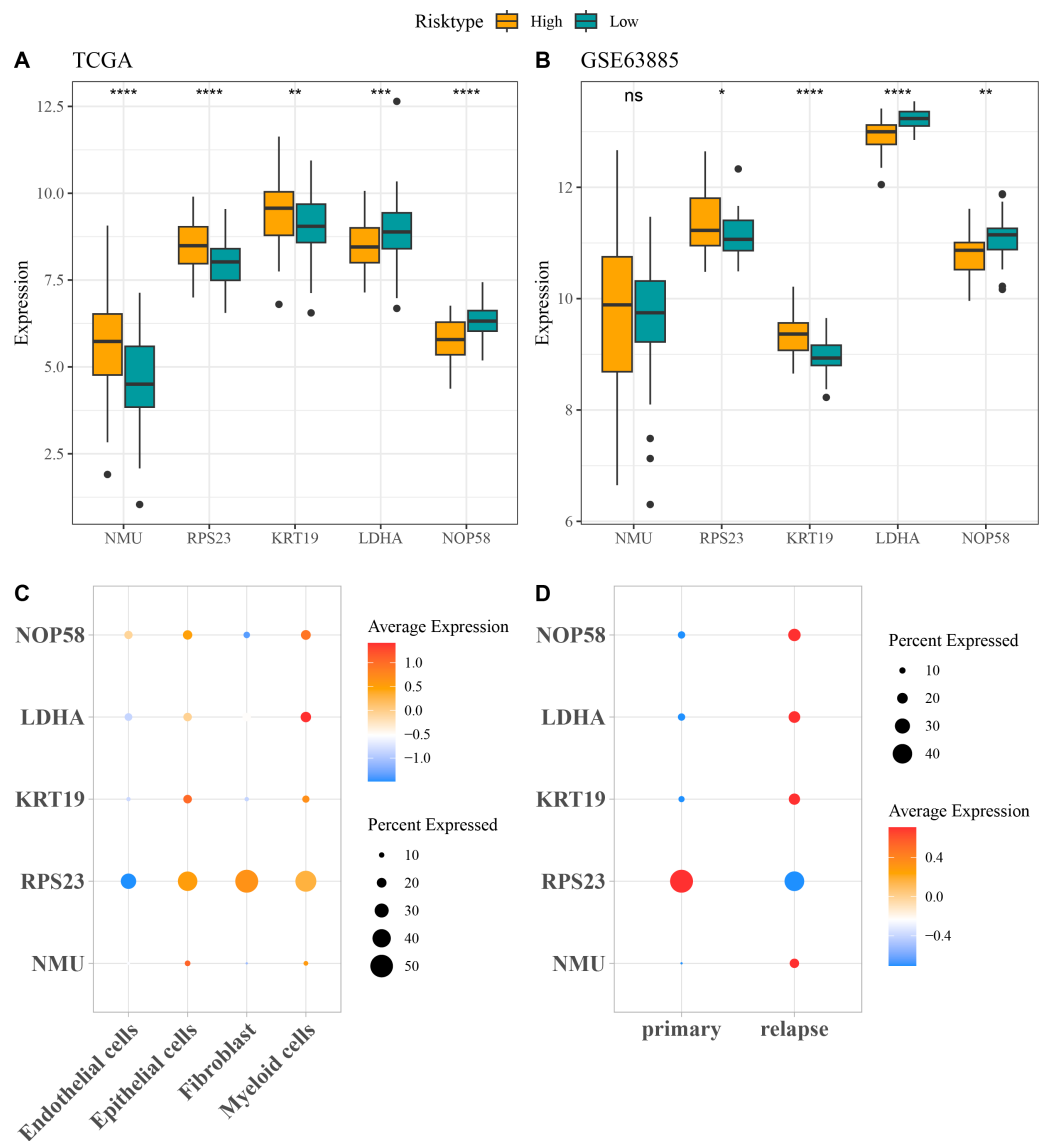 Risktype High Low
A TCGA
B GSE63885
**** **** ** *** ****
ns * **** **** **
Expression
12.5
10.0
7.5
5.0
2.5
NMU RPS23 KRT19 LDHA NOP58
Expression
12
10
8
6
NMU RPS23 KRT19 LDHA NOP58
C
NOP58
LDHA
KRT19
RPS23
NMU
Endothelial cells
Epithelial cells
Fibroblast
Myeloid cells
Average Expression
1.0
0.5
0.0
−0.5
−1.0
Percent Expressed
10
20
30
40
50
D
NOP58
LDHA
KRT19
RPS23
NMU
primary relapse
Percent Expressed
10
20
30
40
Average Expression
0.4
0.0
−0.4